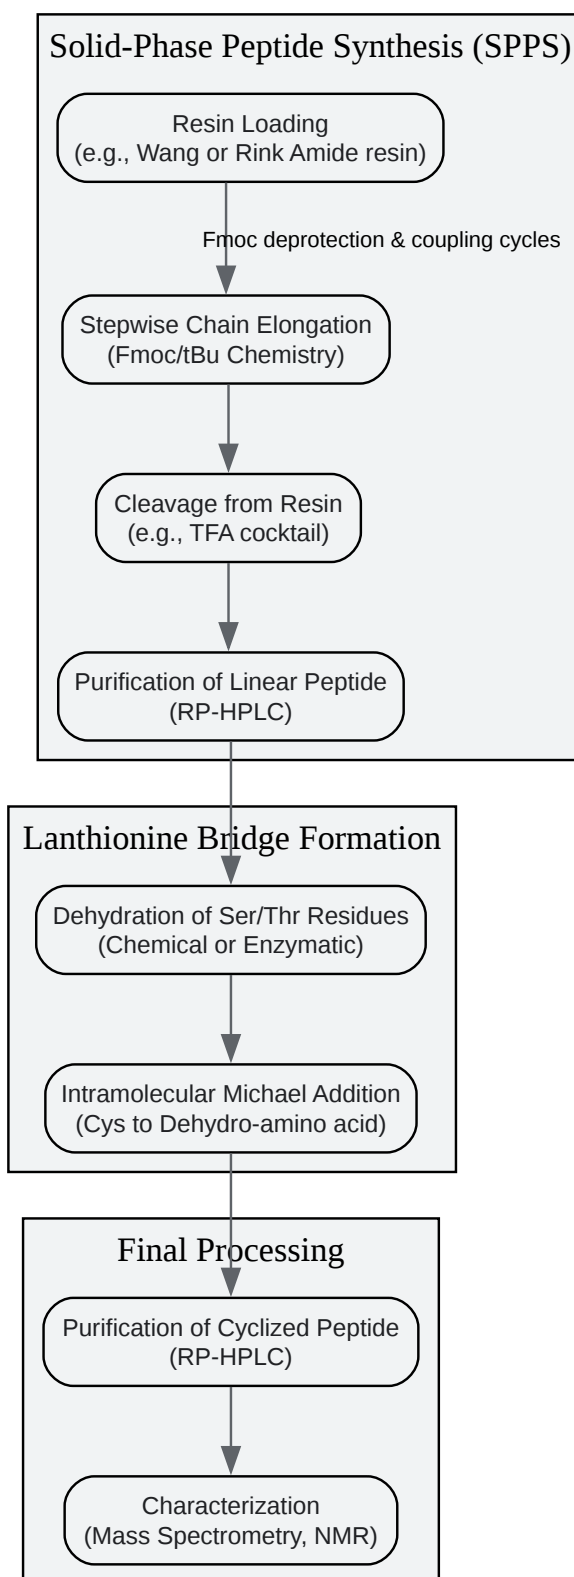 Solid-Phase Peptide Synthesis (SPPS)
Resin Loading
(e.g., Wang or Rink Amide resin)
Fmoc deprotection & coupling cycles
Stepwise Chain Elongation
(Fmoc/tBu Chemistry)
Cleavage from Resin
(e.g., TFA cocktail)
Purification of Linear Peptide
(RP-HPLC)
Lanthionine Bridge Formation
Dehydration of Ser/Thr Residues
(Chemical or Enzymatic)
Intramolecular Michael Addition
(Cys to Dehydro-amino acid)
Final Processing
Purification of Cyclized Peptide
(RP-HPLC)
Characterization
(Mass Spectrometry, NMR)